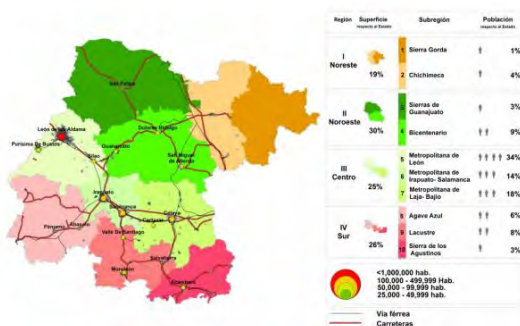 San Felipe
León de los Aldama
Dolores Hidalgo
Purísima De Bustos
Guanajuato
San Miguel
de Allende
Silao
Irapuato
Salamanca
Celaya
Cortazar
Pénjamo
Abasolo
Valle De Santiago
Salvatierra
Moroleón
Acámbaro
Región
Superficie
respecto al Estado
Subregión
Población
respecto al Estado
I
Noreste
19%
1 Sierra Gorda 1%
2 Chichimeca 4%
II
Noroeste
30%
3 Sierras de
Guanajuato 3%
4 Bicentenario 9%
III
Centro
25%
5 Metropolitana de
León 34%
6 Metropolitana de
Irapuato- Salamanca 14%
7 Metropolitana de
Laja- Bajio 18%
IV
Sur
26%
8 Agave Azul 6%
9 Lacustre 8%
10 Sierra de los
Agustinos 3%
<1,000,000 hab.
100,000 - 499,999 hab.
50,000 - 99,999 hab.
25,000 - 49,999 hab.
Vía férrea
Carreteras